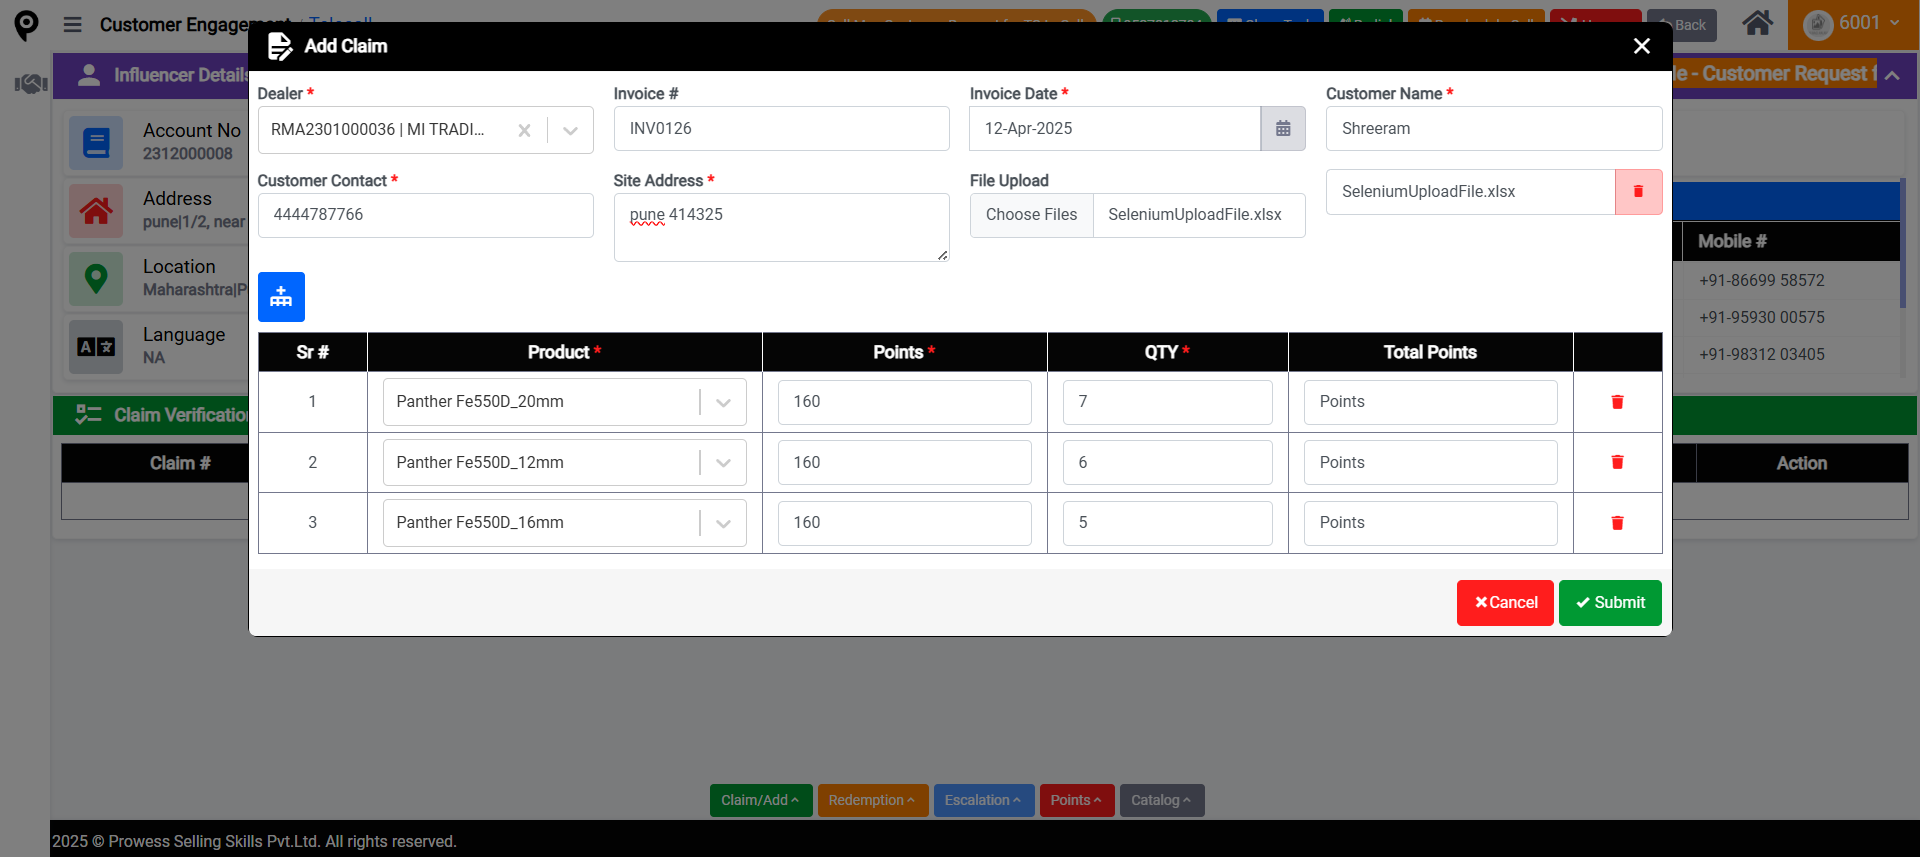 Customer Engagement / Telecall
Back
6001
Add Claim
Influencer Details
Customer Request f
Dealer *
Invoice #
Invoice Date *
Customer Name *
RMA2301000036 | MI TRADI...
INV0126
12-Apr-2025
Shreeram
Account No
2312000008
Customer Contact *
Site Address *
File Upload
SeleniumUploadFile.xlsx
4444787766
pune 414325
Choose Files SeleniumUploadFile.xlsx
Address
pune|1/2, near
Mobile #
Location
Maharashtra|P
+91-86699 58572
+91-95930 00575
+91-98312 03405
Language
NA
Sr #
Product *
Points *
QTY *
Total Points
1
Panther Fe550D_20mm
160
7
Points
2
Panther Fe550D_12mm
160
6
Points
3
Panther Fe550D_16mm
160
5
Points
Claim Verification
Claim #
Action
Cancel
Submit
Claim/Add
Redemption
Escalation
Points
Catalog
2025 © Prowess Selling Skills Pvt.Ltd. All rights reserved.